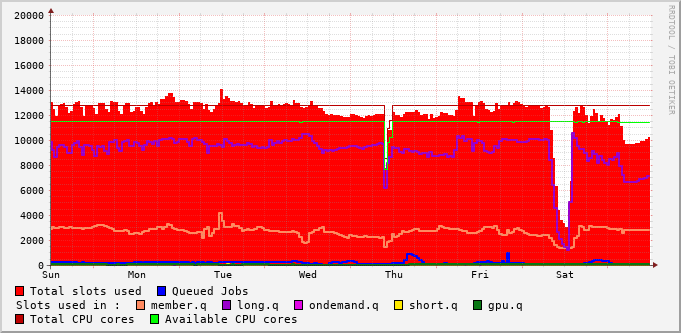 20000
18000
16000
14000
12000
10000
8000
6000
4000
2000
0
Sun Mon Tue Wed Thu Fri Sat
Total slots used Queued Jobs
Slots used in : member.q long.q ondemand.q short.q gpu.q
Total CPU cores Available CPU cores
RRDTOOL / TOBI OETIKER